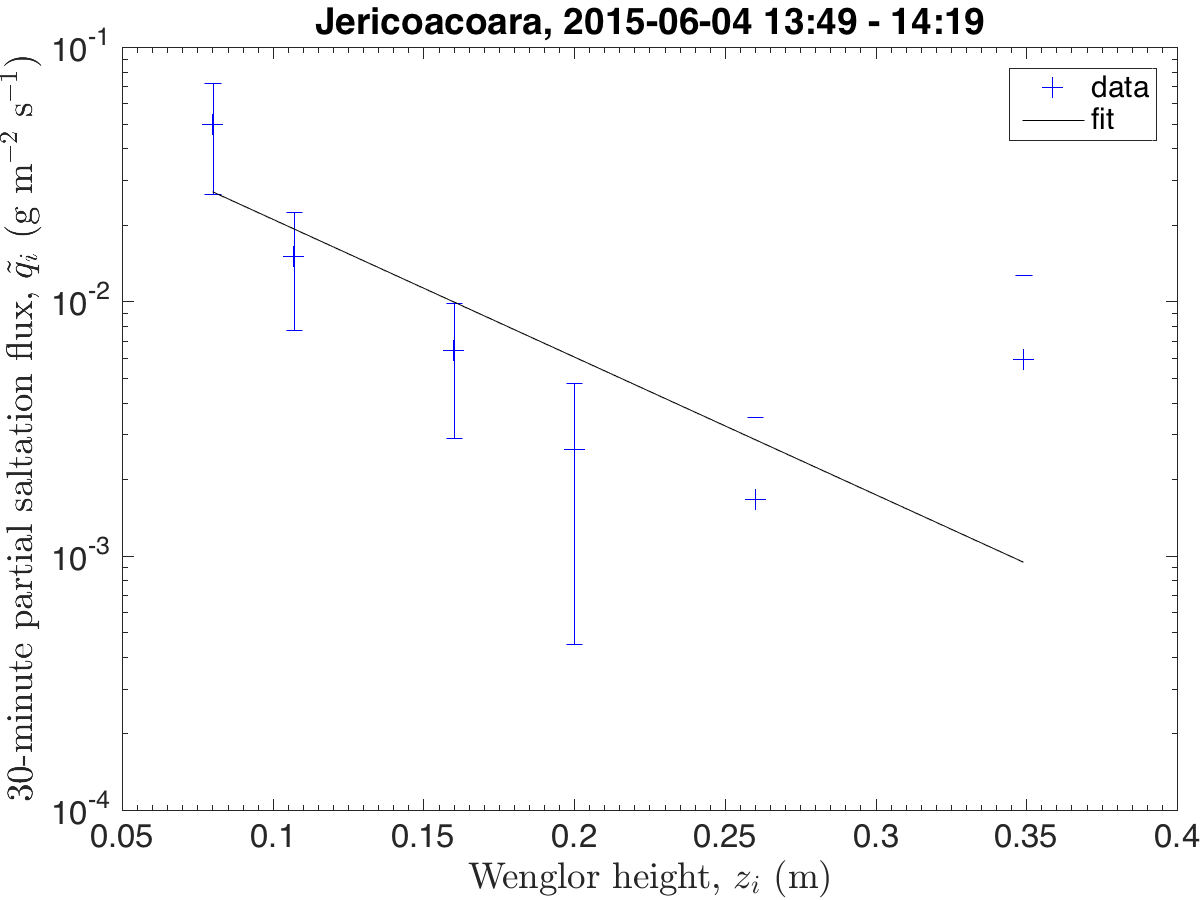 Jericoacoara, 2015-06-04 13:49 - 14:19
30-minute partial saltation flux, q̃ᵢ (g m⁻² s⁻¹)
10⁻¹
10⁻²
10⁻³
10⁻⁴
data
fit
0.05 0.1 0.15 0.2 0.25 0.3 0.35 0.4
Wenglor height, zᵢ (m)